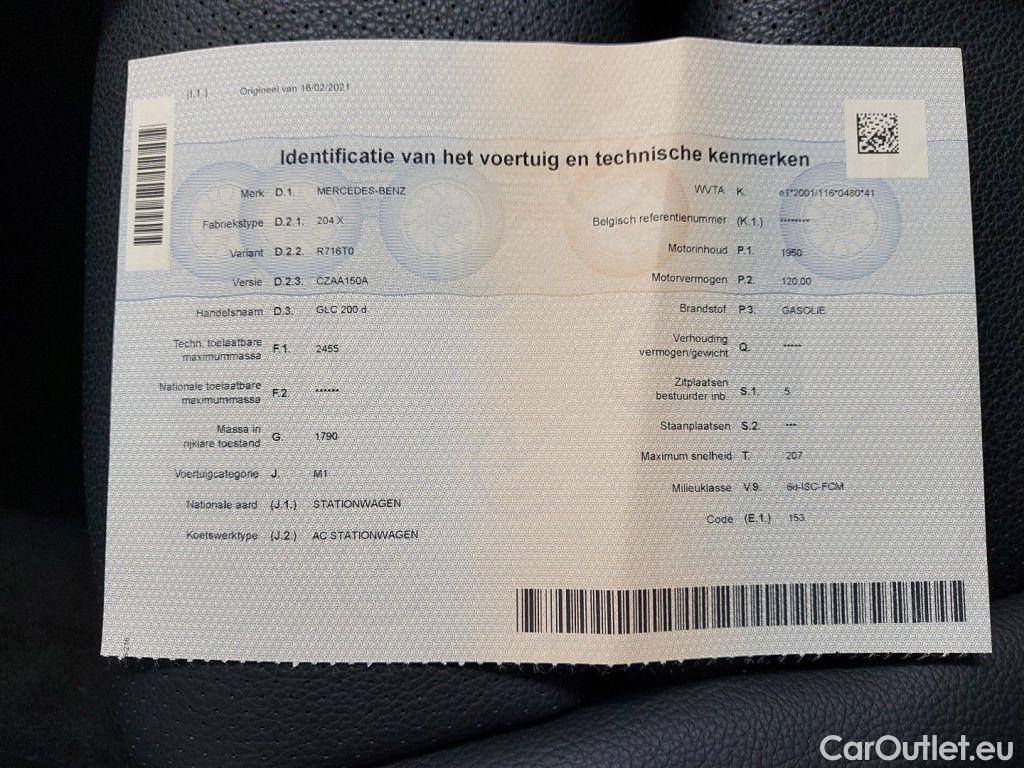 (I.1.) Origineel van 16/02/2021
Identificatie van het voertuig en technische kenmerken
Merk D.1. MERCEDES-BENZ
Fabriekstype D.2.1. 204 X
Variant D.2.2. R716T0
Versie D.2.3. CZAA150A
Handelsnaam D.3. GLC 200 d
Techn. toelaatbare
maximummassa F.1. 2455
Nationale toelaatbare
maximummassa F.2. ******
Massa in
rijklare toestand G. 1790
Voertuigcategorie J. M1
Nationale aard (J.1.) STATIONWAGEN
Koetswerktype (J.2.) AC STATIONWAGEN
WVTA K. e1*2001/116*0480*41
Belgisch referentienummer (K.1.) ********
Motorinhoud P.1. 1950
Motorvermogen P.2. 120,00
Brandstof P.3. GASOLIE
Verhouding
vermogen/gewicht Q. *****
Zitplaatsen
bestuurder inb. S.1. 5
Staanplaatsen S.2. ***
Maximum snelheid T. 207
Milieuklasse V.9. 6d-ISC-FCM
Code (E.1.) 153
CarOutlet.eu